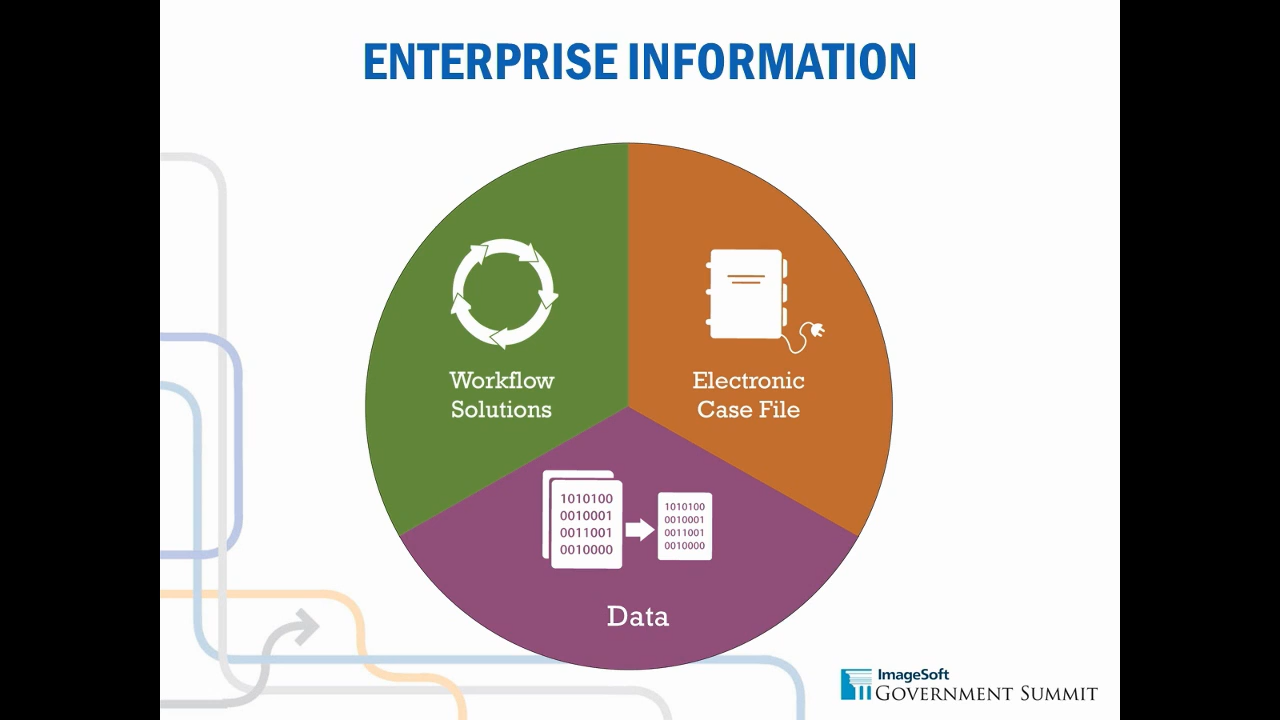 ENTERPRISE INFORMATION
Workflow
Solutions
Electronic
Case File
1010100
0010001
0011001
0010000
1010100
0010001
0011001
0010000
Data
ImageSoft
GOVERNMENT SUMMIT